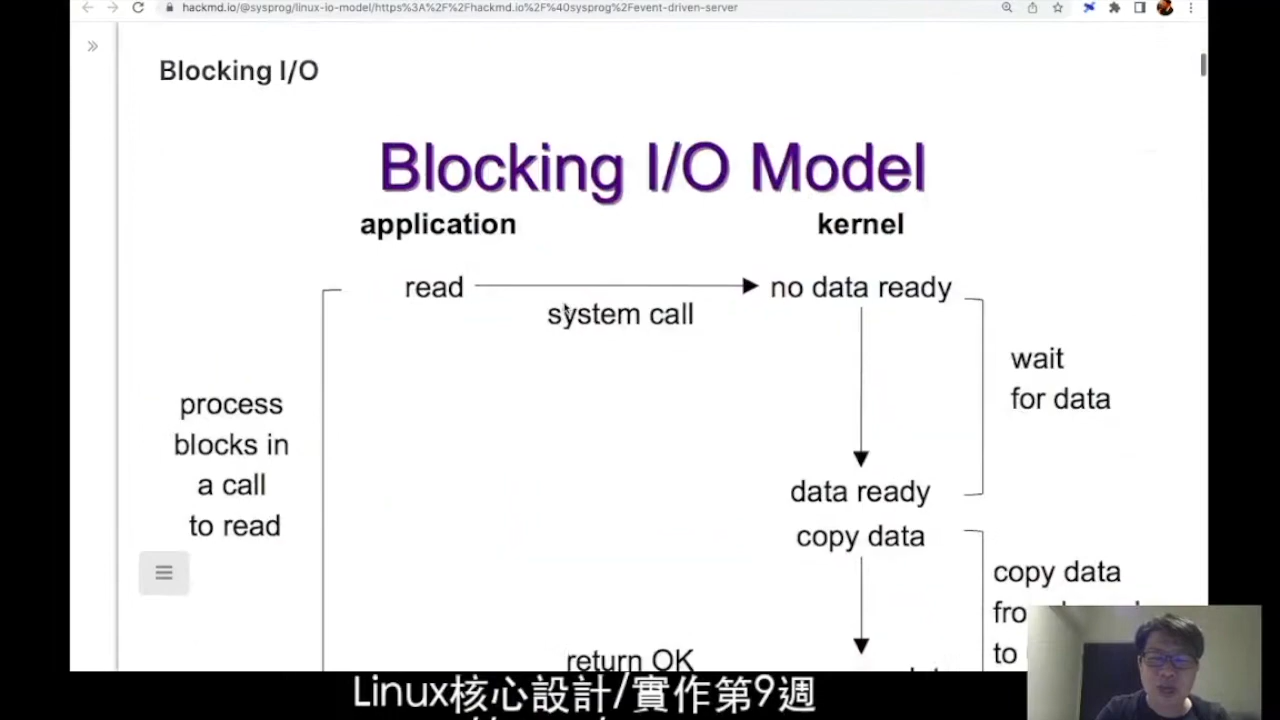 hackmd.io/@sysprog/linux-io-model/https%3A%2F%2Fhackmd.io%2F%40sysprog%2Fevent-driven-server
Blocking I/O
Blocking I/O Model
application
kernel
read
no data ready
system call
wait
for data
process
blocks in
a call
to read
data ready
copy data
copy data
to
return OK
Linux核心設計/實作第9週